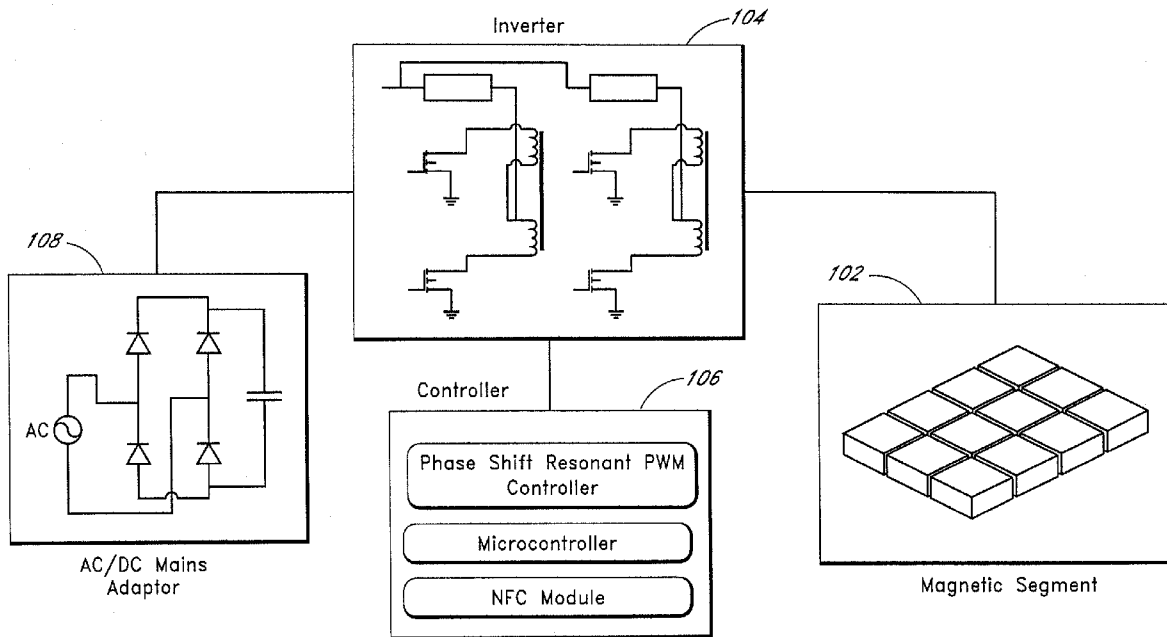 Inverter
104
108
102
AC
AC/DC Mains
Adaptor
Controller
106
Phase Shift Resonant PWM
Controller
Microcontroller
NFC Module
Magnetic Segment